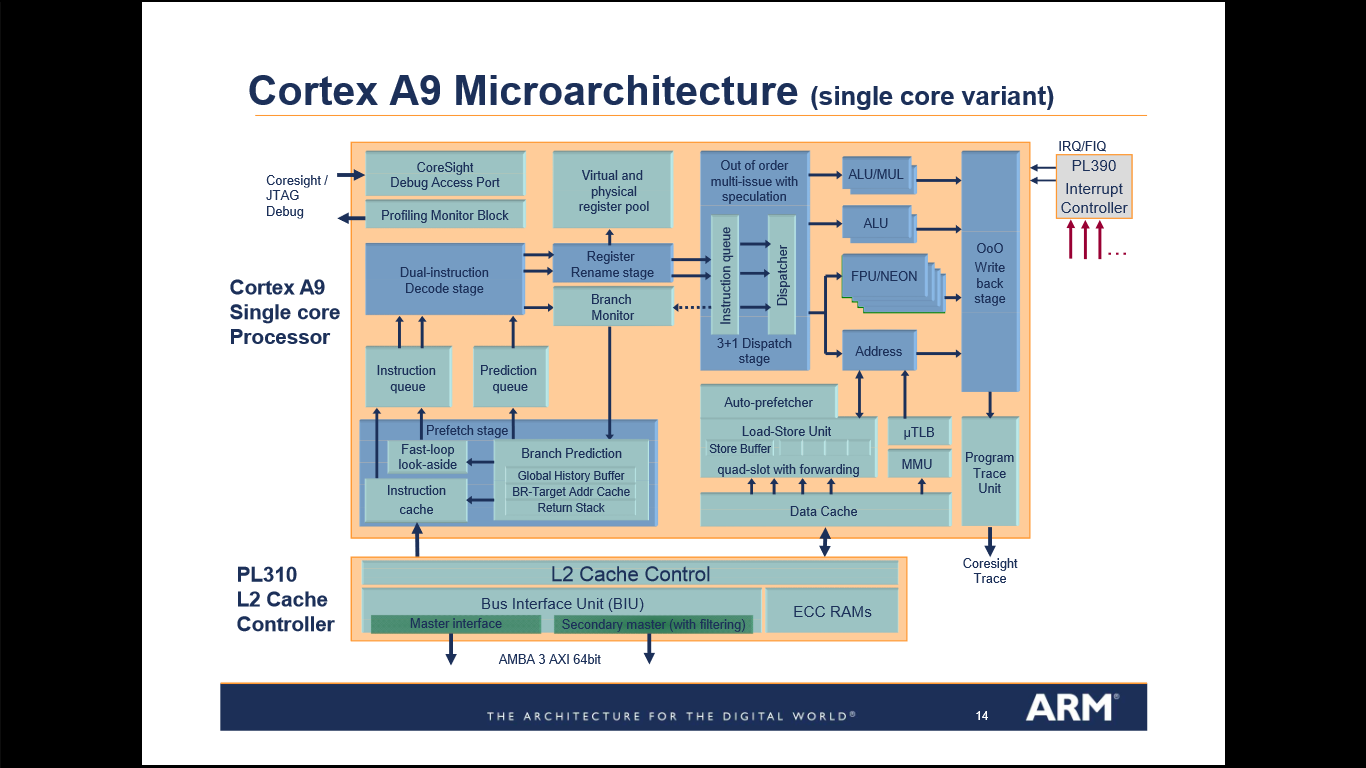 Cortex A9 Microarchitecture (single core variant)
Coresight /
JTAG
Debug
CoreSight
Debug Access Port
Profiling Monitor Block
Virtual and
physical
register pool
Out of order
multi-issue with
speculation
Instruction queue
Dispatcher
3+1 Dispatch
stage
ALU/MUL
ALU
FPU/NEON
Address
OoO
Write
back
stage
IRQ/FIQ
PL390
Interrupt
Controller
...
Cortex A9
Single core
Processor
Dual-instruction
Decode stage
Register
Rename stage
Branch
Monitor
Instruction
queue
Prediction
queue
Prefetch stage
Fast-loop
look-aside
Instruction
cache
Branch Prediction
Global History Buffer
BR-Target Addr Cache
Return Stack
Auto-prefetcher
Load-Store Unit
Store Buffer
quad-slot with forwarding
µTLB
MMU
Data Cache
Program
Trace
Unit
Coresight
Trace
PL310
L2 Cache
Controller
L2 Cache Control
Bus Interface Unit (BIU)
Master interface
Secondary master (with filtering)
ECC RAMs
AMBA 3 AXI 64bit
THE ARCHITECTURE FOR THE DIGITAL WORLD®
14
ARM®